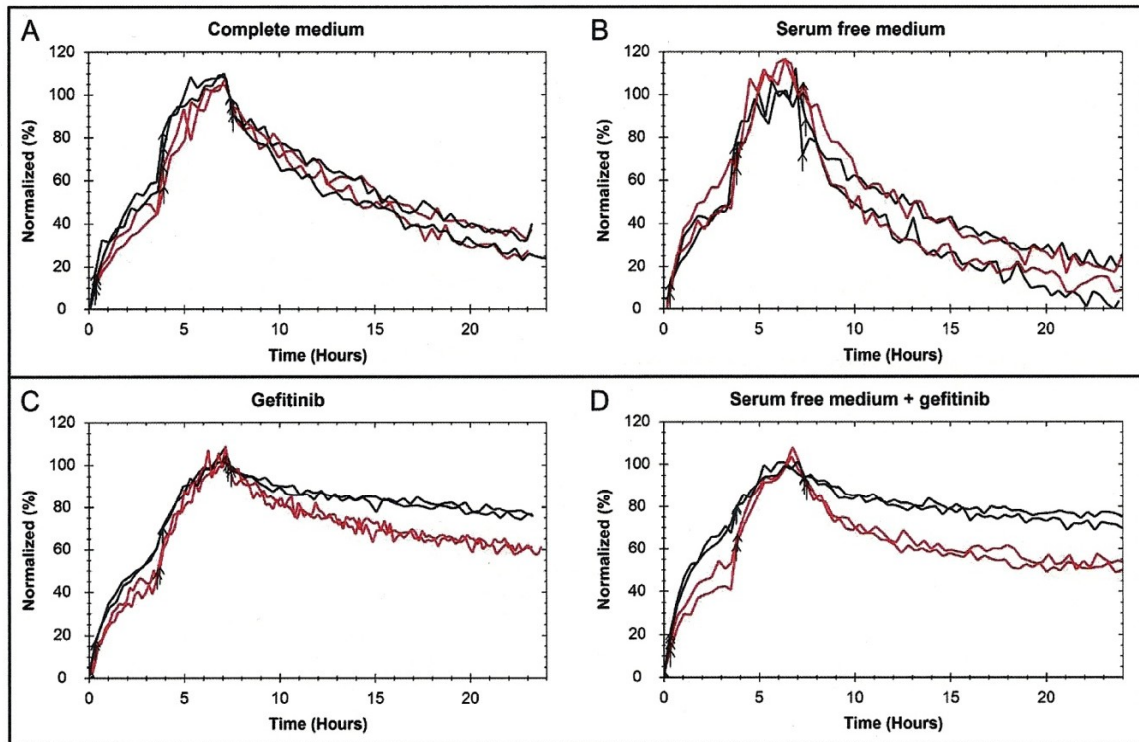 A
Complete medium
120
100
80
60
40
20
0
Normalized (%)
0 5 10 15 20
Time (Hours)
B
Serum free medium
120
100
80
60
40
20
0
Normalized (%)
0 5 10 15 20
Time (Hours)
C
Gefitinib
120
100
80
60
40
20
0
Normalized (%)
0 5 10 15 20
Time (Hours)
D
Serum free medium + gefitinib
120
100
80
60
40
20
0
Normalized (%)
0 5 10 15 20
Time (Hours)